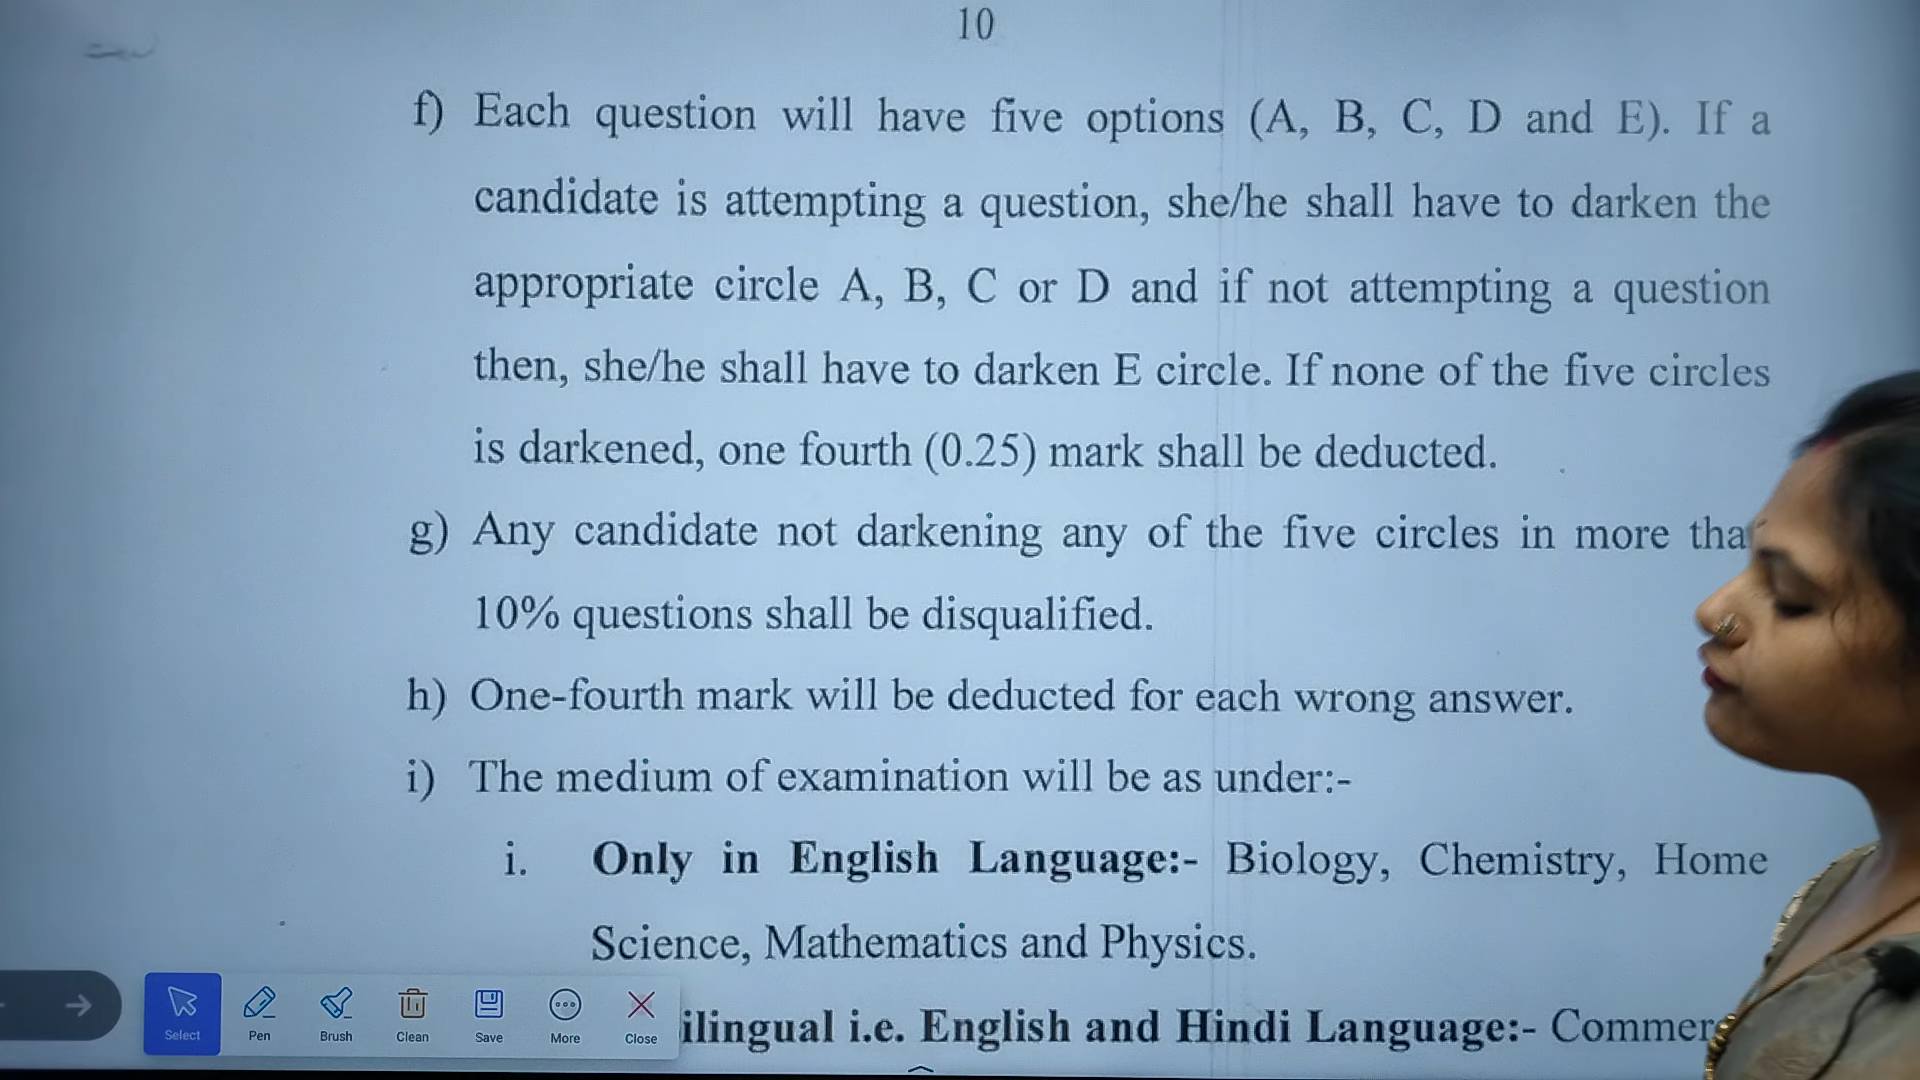 10
f) Each question will have five options (A, B, C, D and E). If a
candidate is attempting a question, she/he shall have to darken the
appropriate circle A, B, C or D and if not attempting a question
then, she/he shall have to darken E circle. If none of the five circles
is darkened, one fourth (0.25) mark shall be deducted.
g) Any candidate not darkening any of the five circles in more tha
10% questions shall be disqualified.
h) One-fourth mark will be deducted for each wrong answer.
i) The medium of examination will be as under:-
i. Only in English Language:- Biology, Chemistry, Home
Science, Mathematics and Physics.
ilingual i.e. English and Hindi Language:- Commer
Select Pen Brush Clean Save More Close